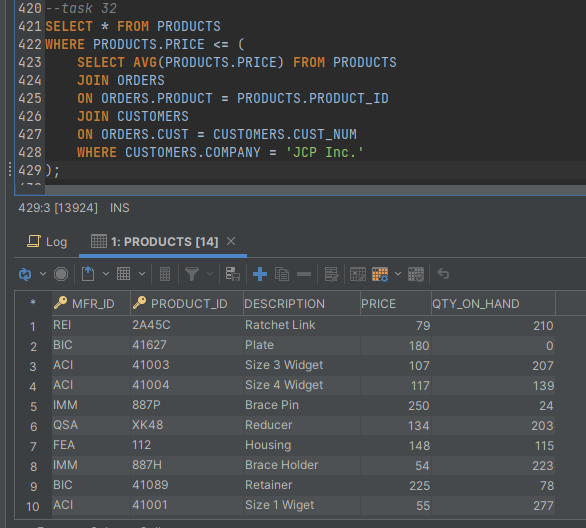 420 --task 32
421 SELECT * FROM PRODUCTS
422 WHERE PRODUCTS.PRICE <= (
423 SELECT AVG(PRODUCTS.PRICE) FROM PRODUCTS
424 JOIN ORDERS
425 ON ORDERS.PRODUCT = PRODUCTS.PRODUCT_ID
426 JOIN CUSTOMERS
427 ON ORDERS.CUST = CUSTOMERS.CUST_NUM
428 WHERE CUSTOMERS.COMPANY = 'JCP Inc.'
429 );
429:3 [13924] INS
Log 1: PRODUCTS [14] ×
* MFR_ID PRODUCT_ID DESCRIPTION PRICE QTY_ON_HAND
1 REI 2A45C Ratchet Link 79 210
2 BIC 41627 Plate 180 0
3 ACI 41003 Size 3 Widget 107 207
4 ACI 41004 Size 4 Widget 117 139
5 IMM 887P Brace Pin 250 24
6 QSA XK48 Reducer 134 203
7 FEA 112 Housing 148 115
8 IMM 887H Brace Holder 54 223
9 BIC 41089 Retainer 225 78
10 ACI 41001 Size 1 Wiget 55 277